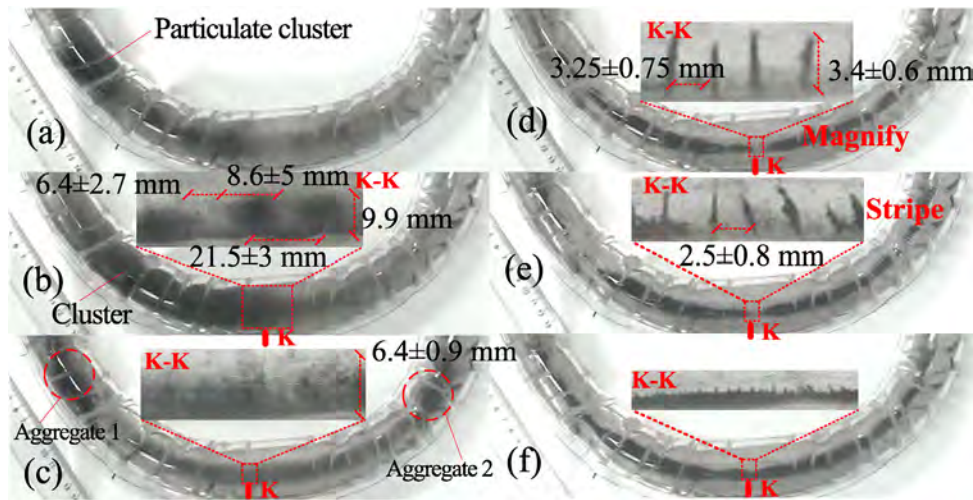 Particulate cluster
(a)
K-K
3.25±0.75 mm
3.4±0.6 mm
(d)
Magnify
K
6.4±2.7 mm
8.6±5 mm
K-K
9.9 mm
21.5±3 mm
(b)
Cluster
K
K-K
Stripe
2.5±0.8 mm
(e)
K
6.4±0.9 mm
K-K
Aggregate 1
Aggregate 2
(c)
K
K-K
(f)
K